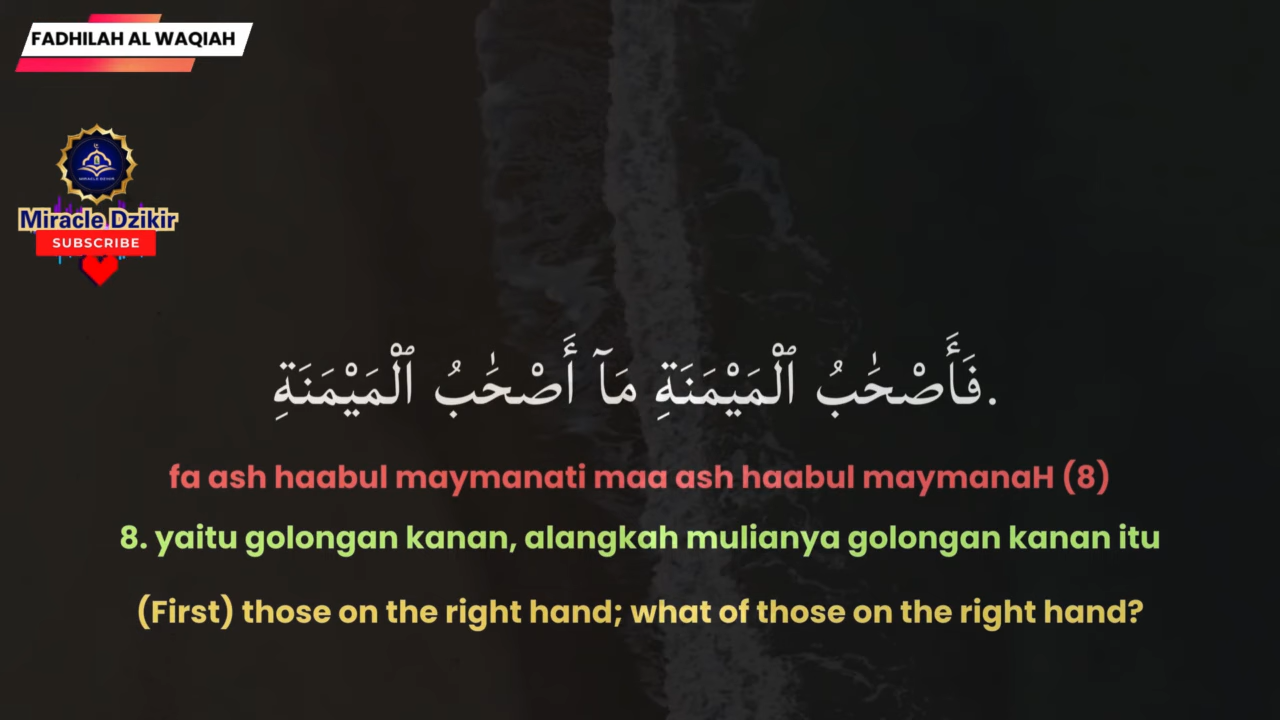 FADHILAH AL WAQIAH
MIRACLE DZIKIR
Miracle Dzikir
SUBSCRIBE
فَأَصْحَٰبُ ٱلْمَيْمَنَةِ مَآ أَصْحَٰبُ ٱلْمَيْمَنَةِ.
fa ash haabul maymanati maa ash haabul maymanaH (8)
8. yaitu golongan kanan, alangkah mulianya golongan kanan itu
(First) those on the right hand; what of those on the right hand?